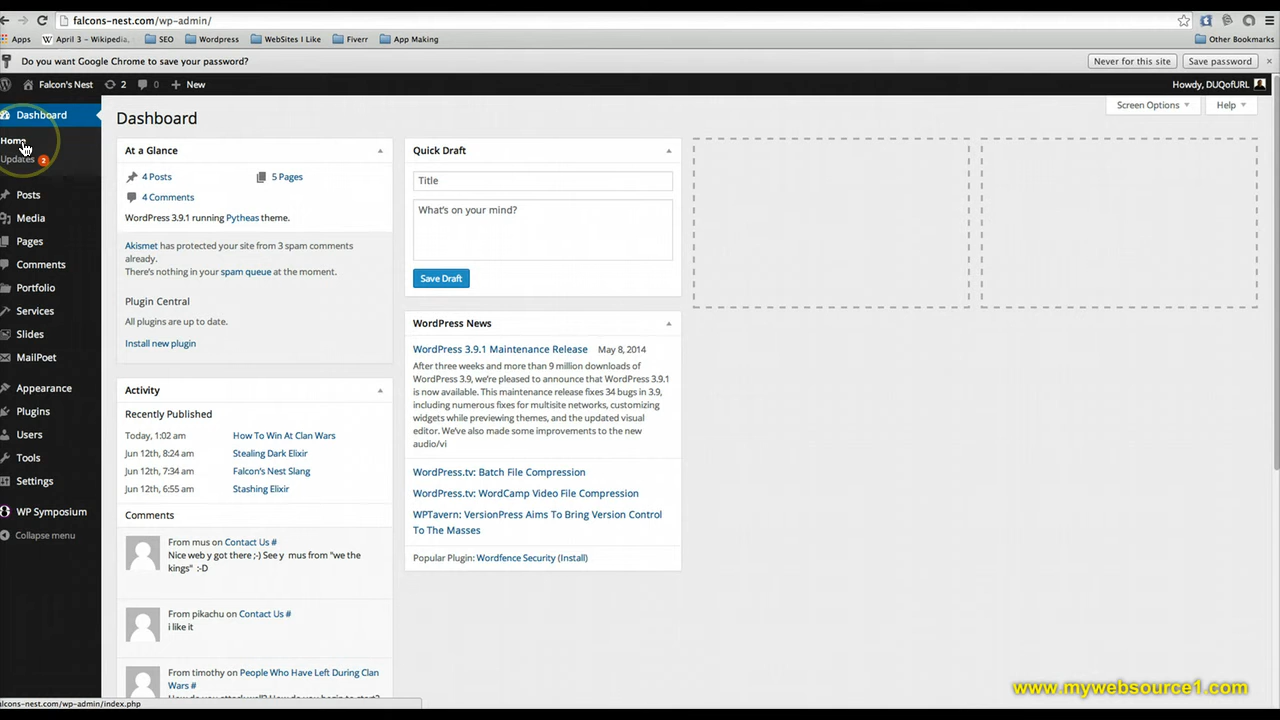 falcons-nest.com/wp-admin/
Apps
April 3 – Wikipedia,
SEO
Wordpress
WebSites I Like
Fiverr
App Making
Other Bookmarks
Do you want Google Chrome to save your password?
Never for this site
Save password
Falcon's Nest
2
0
New
Howdy, DUQofURL
Dashboard
Home
Updates 2
Posts
Media
Pages
Comments
Portfolio
Services
Slides
MailPoet
Appearance
Plugins
Users
Tools
Settings
WP Symposium
Collapse menu
Dashboard
Screen Options
Help
At a Glance
4 Posts
5 Pages
4 Comments
WordPress 3.9.1 running Pytheas theme.
Akismet has protected your site from 3 spam comments
already.
There's nothing in your spam queue at the moment.
Plugin Central
All plugins are up to date.
Install new plugin
Activity
Recently Published
Today, 1:02 am How To Win At Clan Wars
Jun 12th, 8:24 am Stealing Dark Elixir
Jun 12th, 7:34 am Falcon's Nest Slang
Jun 12th, 6:55 am Stashing Elixir
Comments
From mus on Contact Us #
Nice web y got there ;-) See y mus from "we the
kings" :-D
From pikachu on Contact Us #
i like it
From timothy on People Who Have Left During Clan
Wars #
How do you attack well? How do you begin to start?
Quick Draft
Title
What's on your mind?
Save Draft
WordPress News
WordPress 3.9.1 Maintenance Release May 8, 2014
After three weeks and more than 9 million downloads of
WordPress 3.9, we're pleased to announce that WordPress 3.9.1
is now available. This maintenance release fixes 34 bugs in 3.9,
including numerous fixes for multisite networks, customizing
widgets while previewing themes, and the updated visual
editor. We've also made some improvements to the new
audio/vi
WordPress.tv: Batch File Compression
WordPress.tv: WordCamp Video File Compression
WPTavern: VersionPress Aims To Bring Version Control
To The Masses
Popular Plugin: Wordfence Security (Install)
www.mywebsource1.com
falcons-nest.com/wp-admin/index.php